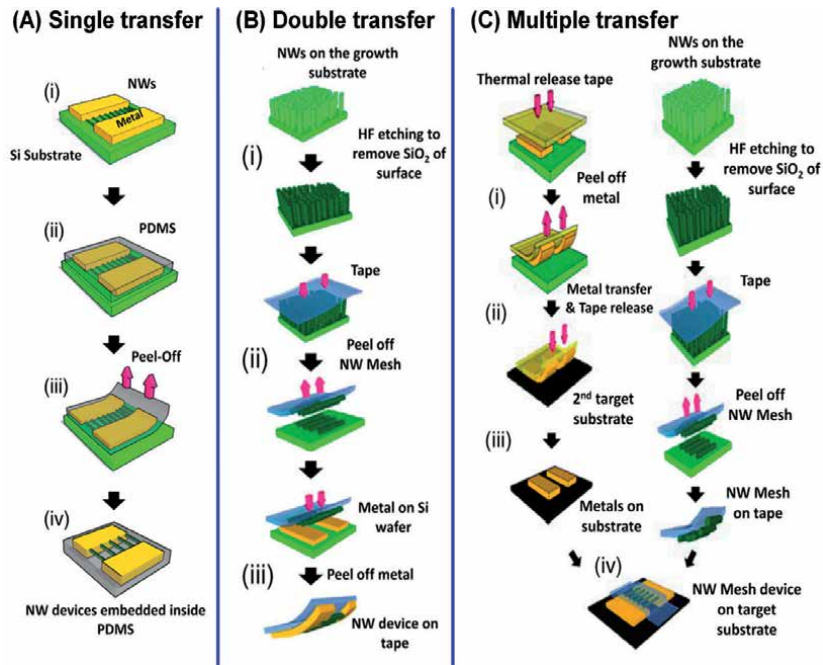 (A) Single transfer
(i)
NWs
Metal
Si Substrate
(ii)
PDMS
Peel-Off
(iii)
(iv)
NW devices embedded inside
PDMS
(B) Double transfer
NWs on the growth
substrate
HF etching to
remove SiO2 of
surface
(i)
Tape
(ii)
Peel off
NW Mesh
Metal on Si
wafer
(iii)
Peel off metal
NW device on
tape
(C) Multiple transfer
Thermal release tape
(i)
Peel off
metal
Metal transfer
& Tape release
(ii)
2nd target
substrate
(iii)
Metals on
substrate
NWs on the
growth substrate
HF etching to
remove SiO2 of
surface
Tape
Peel off
NW Mesh
NW Mesh
on tape
(iv)
NW Mesh device
on target
substrate